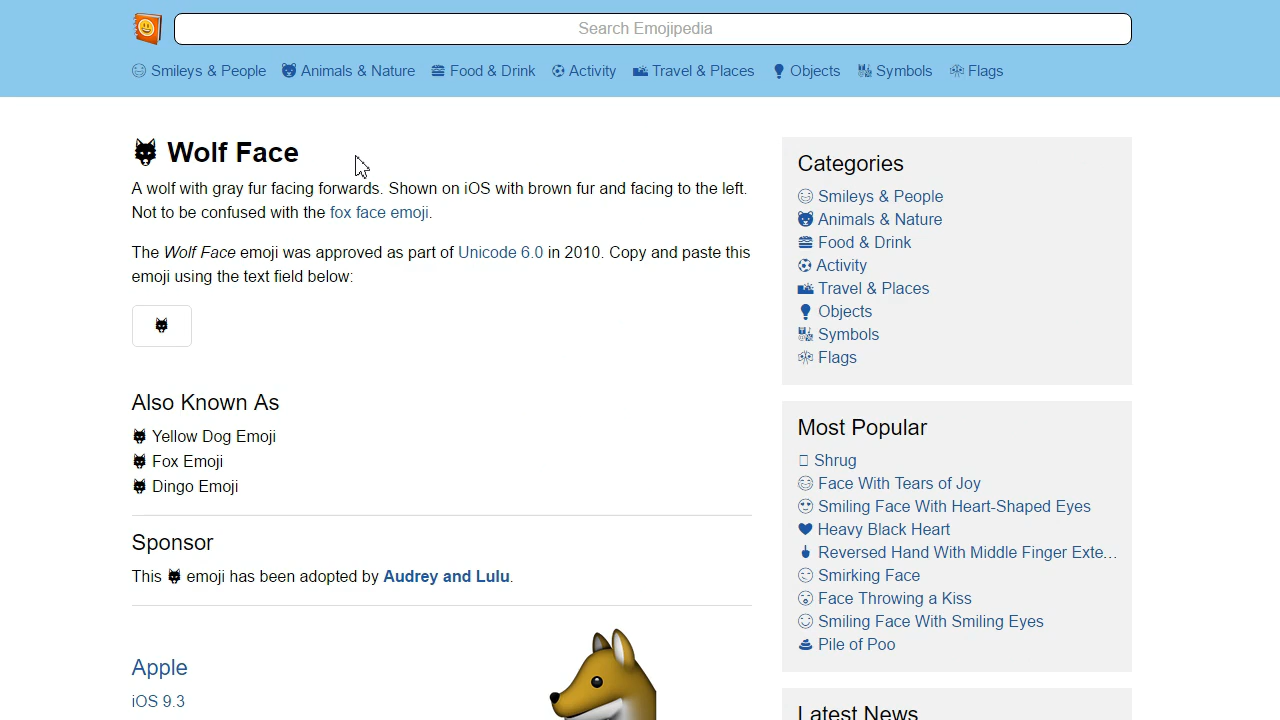 Search Emojipedia
Smileys & People Animals & Nature Food & Drink Activity Travel & Places Objects Symbols Flags
Wolf Face
A wolf with gray fur facing forwards. Shown on iOS with brown fur and facing to the left.
Not to be confused with the fox face emoji.
The Wolf Face emoji was approved as part of Unicode 6.0 in 2010. Copy and paste this
emoji using the text field below:
Also Known As
Yellow Dog Emoji
Fox Emoji
Dingo Emoji
Sponsor
This 🐺 emoji has been adopted by Audrey and Lulu.
Apple
iOS 9.3
Categories
Smileys & People
Animals & Nature
Food & Drink
Activity
Travel & Places
Objects
Symbols
Flags
Most Popular
Shrug
Face With Tears of Joy
Smiling Face With Heart-Shaped Eyes
Heavy Black Heart
Reversed Hand With Middle Finger Exte...
Smirking Face
Face Throwing a Kiss
Smiling Face With Smiling Eyes
Pile of Poo
Latest News